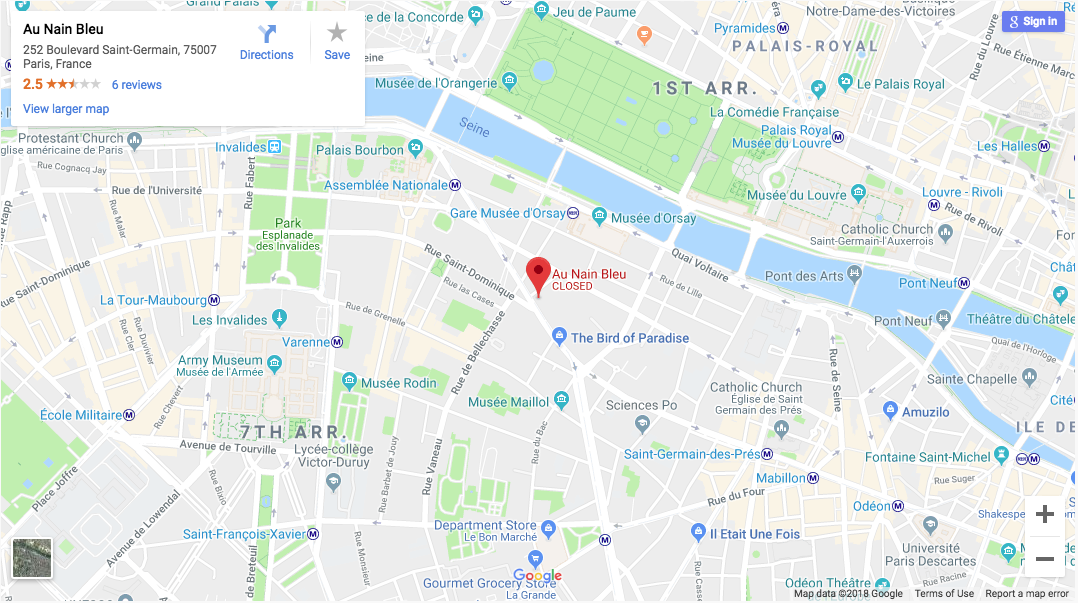 Au Nain Bleu
252 Boulevard Saint-Germain, 75007
Paris, France
2.5
6 reviews
View larger map
Directions
Save
Sign in
Grand Palais
ce de la Concorde
Jeu de Paume
Notre-Dame-des-Victoires
Pyramides
PALAIS-ROYAL
Rue du Louvre
Rue Étienne Marcel
eine
Musée de l'Orangerie
1ST ARR.
Le Palais Royal
La Comédie Française
Seine
Palais Royal
Musée du Louvre
Les Halles
Protestant Church
Église américaine de Paris
Invalides
Palais Bourbon
Rue Cognacq Jay
Rue de l'Université
Rue Fabert
Assemblée Nationale
Musée du Louvre
Louvre - Rivoli
Rue de Rivoli
Rue Malar
Rapp
Gare Musée d'Orsay
Musée d'Orsay
Park
Esplanade
des Invalides
Catholic Church
Saint-Germain-l'Auxerrois
Quai Voltaire
Rue Saint-Dominique
ue Saint-Dominique
Au Nain Bleu
CLOSED
Rue de Lille
Pont des Arts
Pont Neuf
Rue las Cases
La Tour-Maubourg
Les Invalides
Rue de Grenelle
Rue de Bellechasse
Pont Neuf
Théâtre du Châtele
Rue Cler
Rue Duvivier
Varenne
The Bird of Paradise
Quai de l'Horloge
Army Museum
Musée de l'Armée
Musée Rodin
Rue de Seine
Sainte Chapelle
Rue Chevert
Musée Maillol
Sciences Po
Catholic Church
Église de Saint
Germain des Prés
Cité
École Militaire
Amuzilo
7TH ARR.
Avenue de Tourville
Lycée-collège
Victor-Duruy
Rue du Bac
ILE DE
Saint-Germain-des-Prés
Fontaine Saint-Michel
Place Joffre
Rue Bixio
Rue Barbet de Jouy
Rue Vaneau
Mabillon
Rue Suger
Rue du Four
Avenue de Lowendal
Odéon
Shakespe
Saint-François-Xavier
Department Store
Le Bon Marché
Il Etait Une Fois
Rue Monsieur
de Breteuil
Université
Paris Descartes
Rue Racine
Gourmet Grocery Store
La Grande
Google
Odéon Théâtre
Map data ©2018 Google
Terms of Use
Report a map error